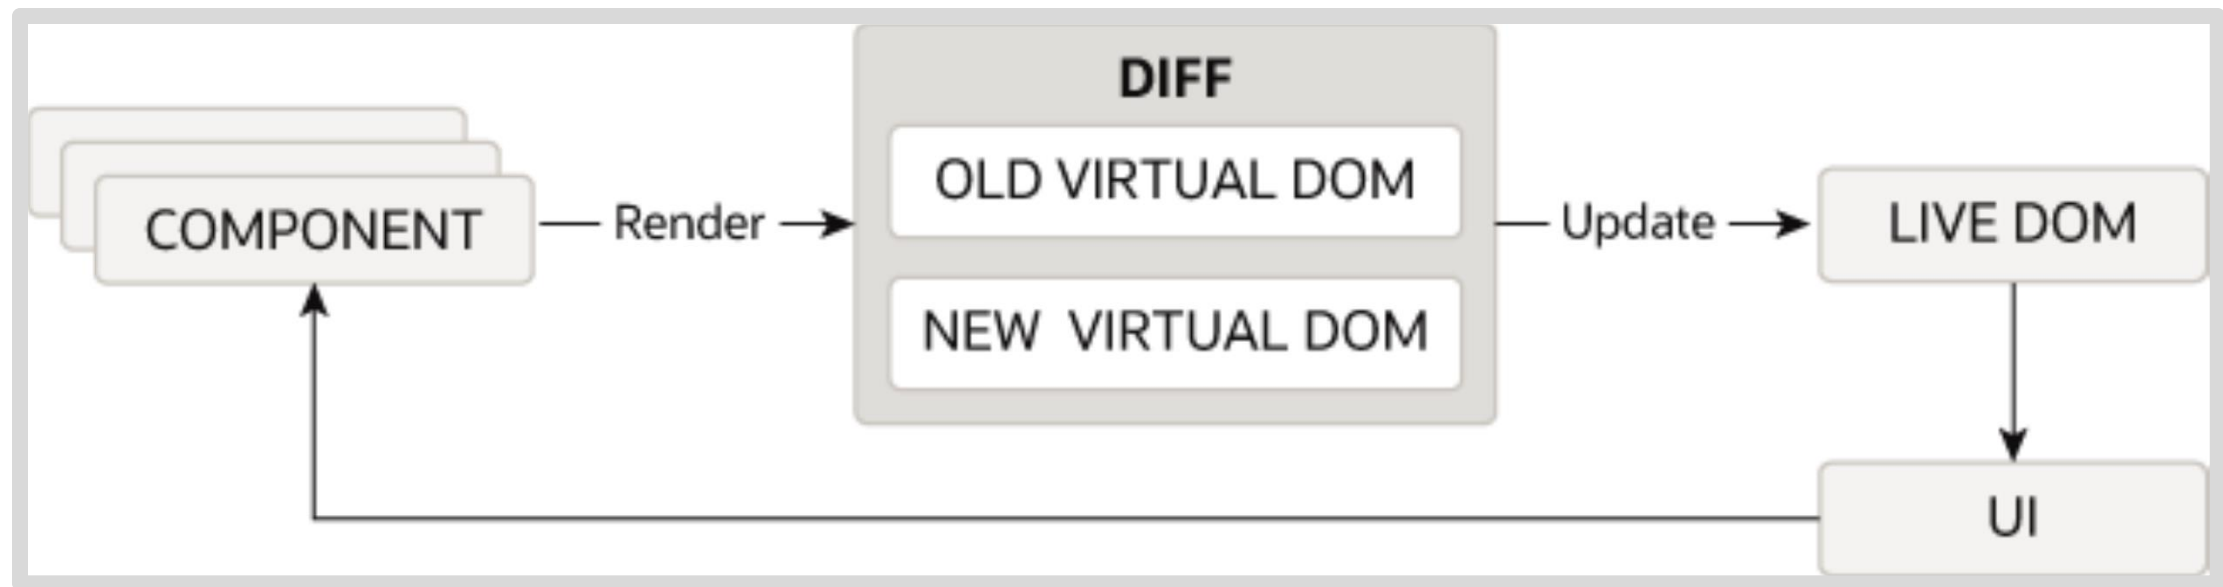 DIFF
OLD VIRTUAL DOM
COMPONENT
Render
Update
LIVE DOM
NEW VIRTUAL DOM
UI